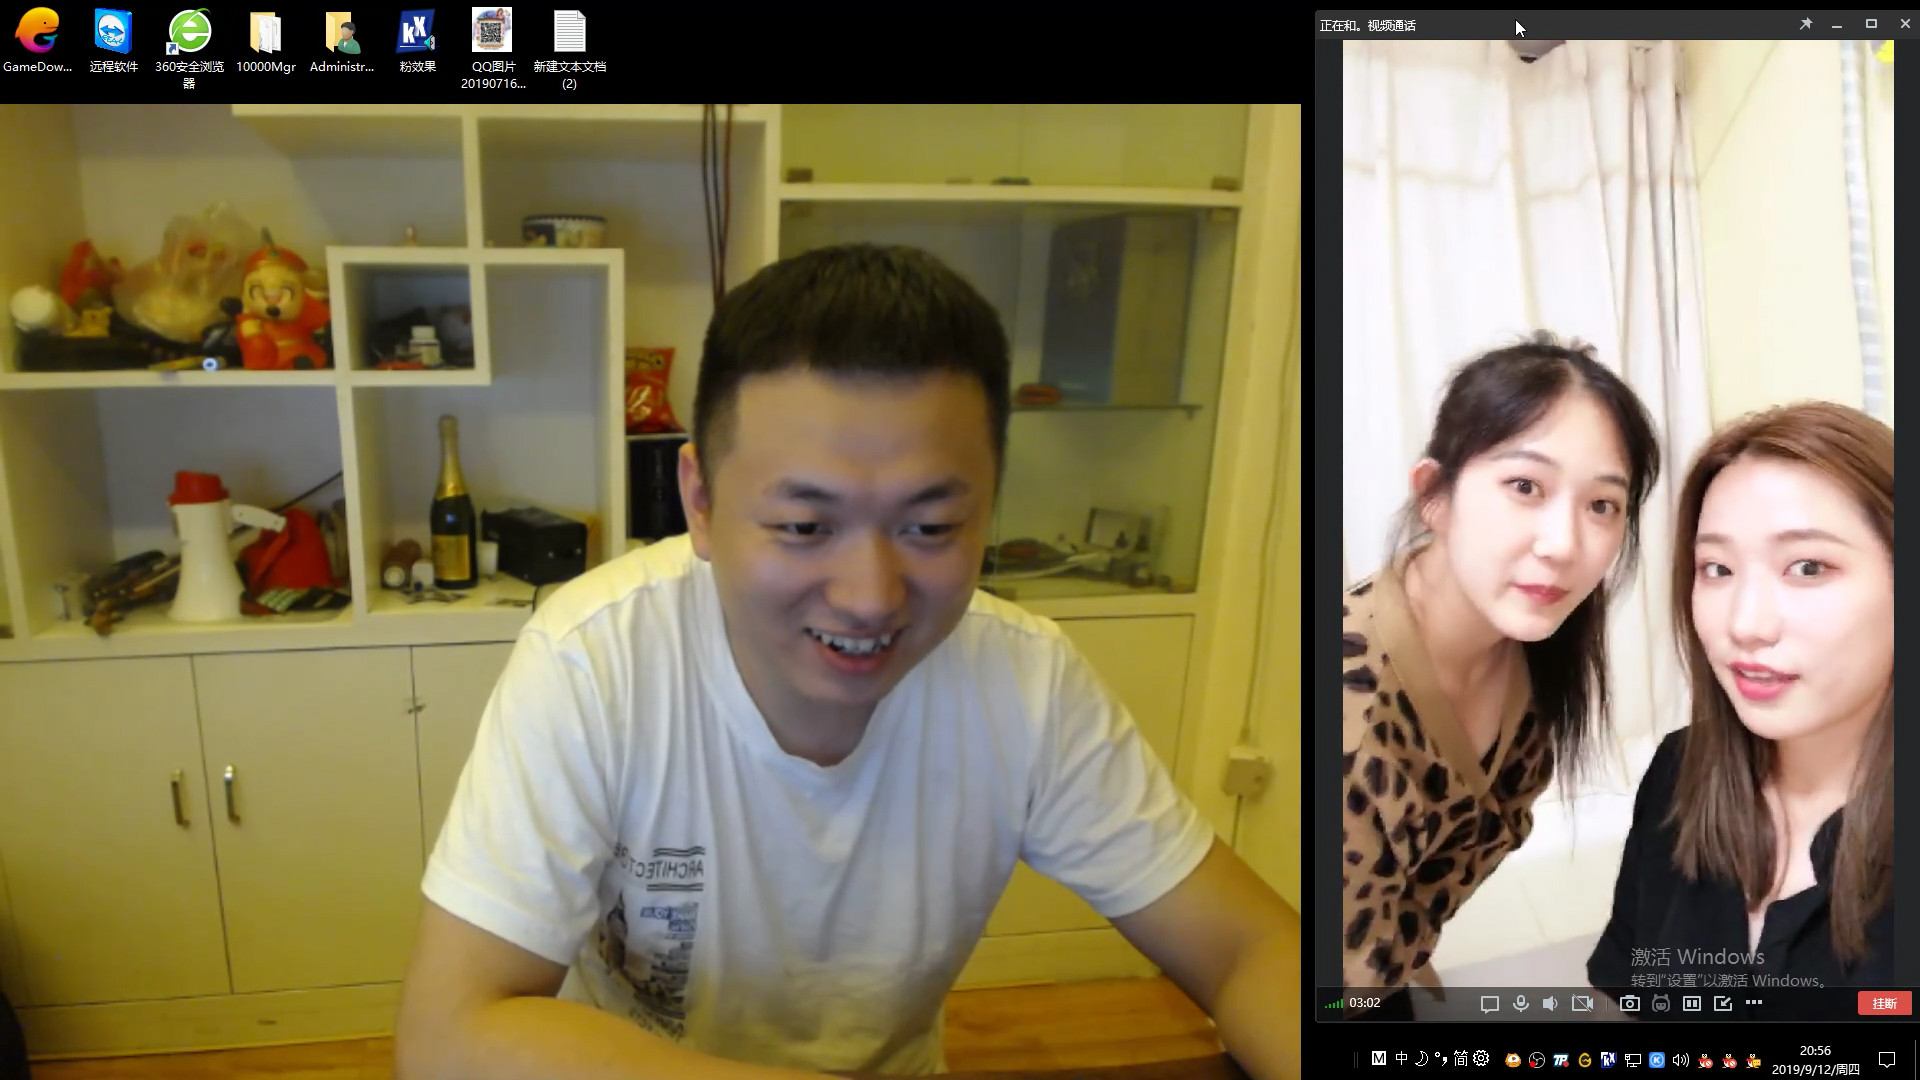 GameDow...
远程软件
360安全浏览
器
10000Mgr
Administr...
粉效果
QQ图片
20190716...
新建文本文档
(2)
正在和。视频通话
ARCHITECTURE
激活 Windows
转到"设置"以激活 Windows。
03:02
挂断
M 中 简
20:56
2019/9/12/周四